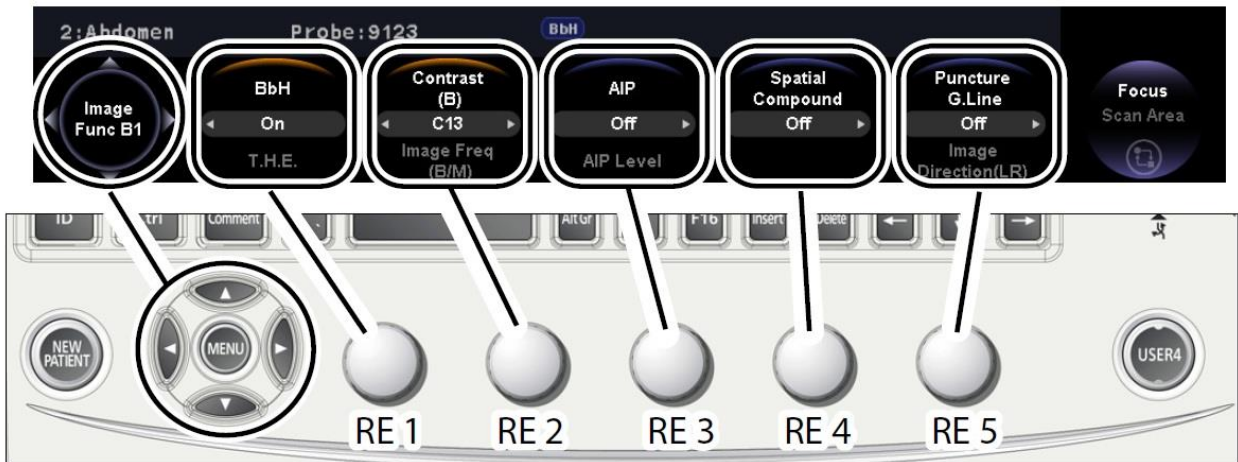 2:Abdomen Probe:9123 BbH
Image
Func B1
BbH
On
T.H.E.
Contrast
(B)
C13
Image Freq
(B/M)
AIP
Off
AIP Level
Spatial
Compound
Off
Puncture
G.Line
Off
Image
Direction(LR)
Focus
Scan Area
Comment Alt Gr F16 Insert Delete
NEW
PATIENT
MENU
USER4
RE 1 RE 2 RE 3 RE 4 RE 5